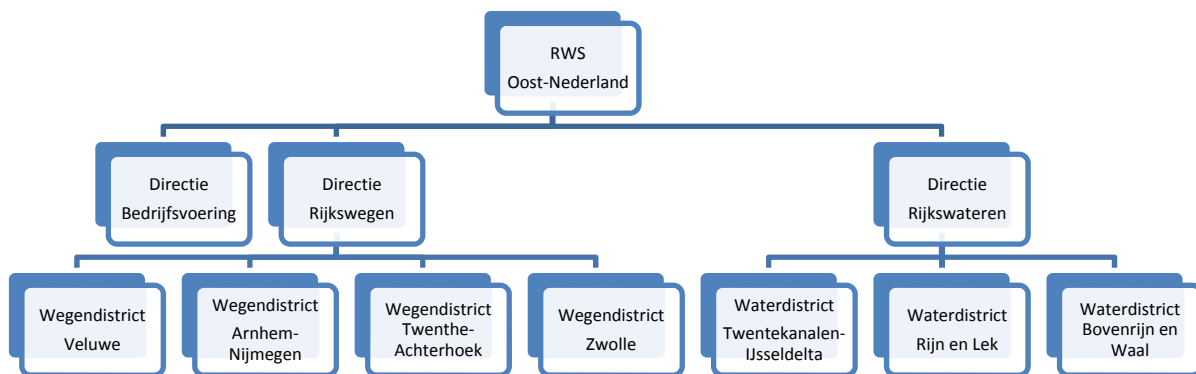 RWS
Oost-Nederland
Directie
Bedrijfsvoering
Directie
Rijkswegen
Directie
Rijkswateren
Wegendistrict
Veluwe
Wegendistrict
Arnhem-
Nijmegen
Wegendistrict
Twenthe-
Achterhoek
Wegendistrict
Zwolle
Waterdistrict
Twentekanalen-
IJsseldelta
Waterdistrict
Rijn en Lek
Waterdistrict
Bovenrijn en
Waal